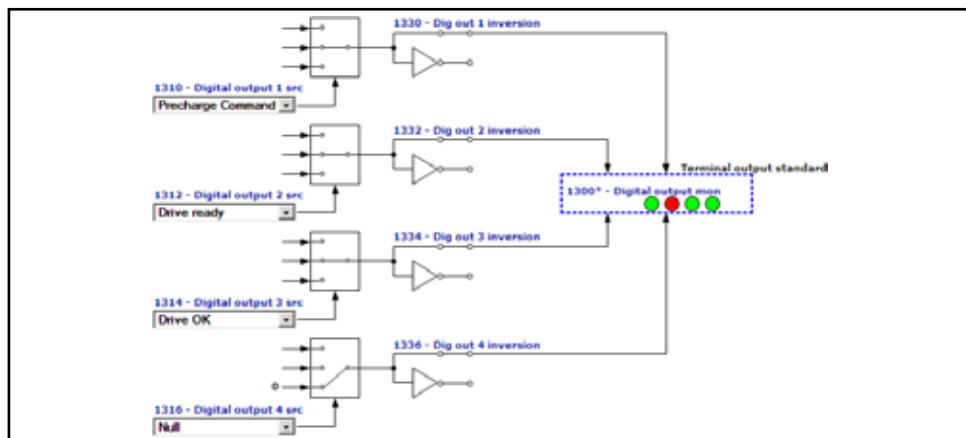 1330 - Dig out 1 inversion
1310 - Digital output 1 src
Precharge Command
1332 - Dig out 2 inversion
Terminal output standard
1300* - Digital output mon
1312 - Digital output 2 src
Drive ready
1334 - Dig out 3 inversion
1314 - Digital output 3 src
Drive OK
1336 - Dig out 4 inversion
0
1316 - Digital output 4 src
Null